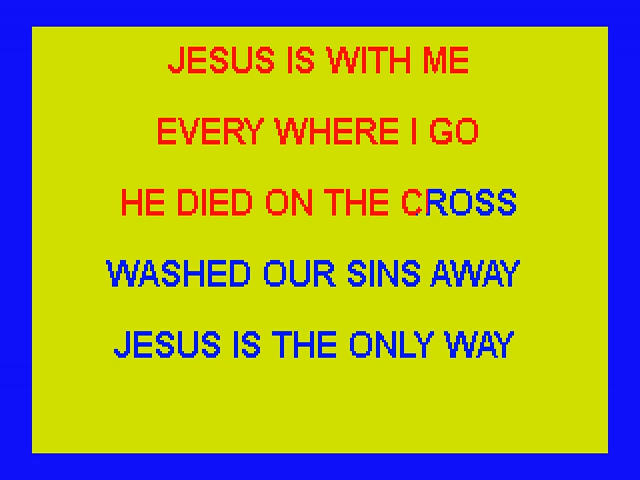 JESUS IS WITH ME
EVERY WHERE I GO
HE DIED ON THE CROSS
WASHED OUR SINS AWAY
JESUS IS THE ONLY WAY